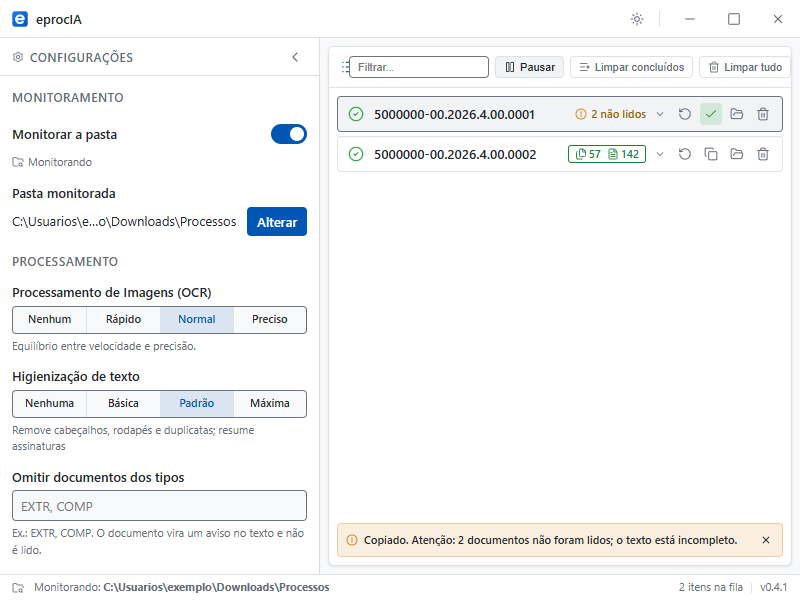 eprocIA
CONFIGURAÇÕES
MONITORAMENTO
Monitorar a pasta
Monitorando
Pasta monitorada
C:\Usuarios\e...o\Downloads\Processos
Alterar
PROCESSAMENTO
Processamento de Imagens (OCR)
Nenhum Rápido Normal Preciso
Equilíbrio entre velocidade e precisão.
Higienização de texto
Nenhuma Básica Padrão Máxima
Remove cabeçalhos, rodapés e duplicatas; resume
assinaturas
Omitir documentos dos tipos
EXTR, COMP
Ex.: EXTR, COMP. O documento vira um aviso no texto e não
é lido.
Filtrar... Pausar Limpar concluídos Limpar tudo
5000000-00.2026.4.00.0001 2 não lidos
5000000-00.2026.4.00.0002 57 142
Copiado. Atenção: 2 documentos não foram lidos; o texto está incompleto.
Monitorando: C:\Usuarios\exemplo\Downloads\Processos
2 itens na fila v0.4.1